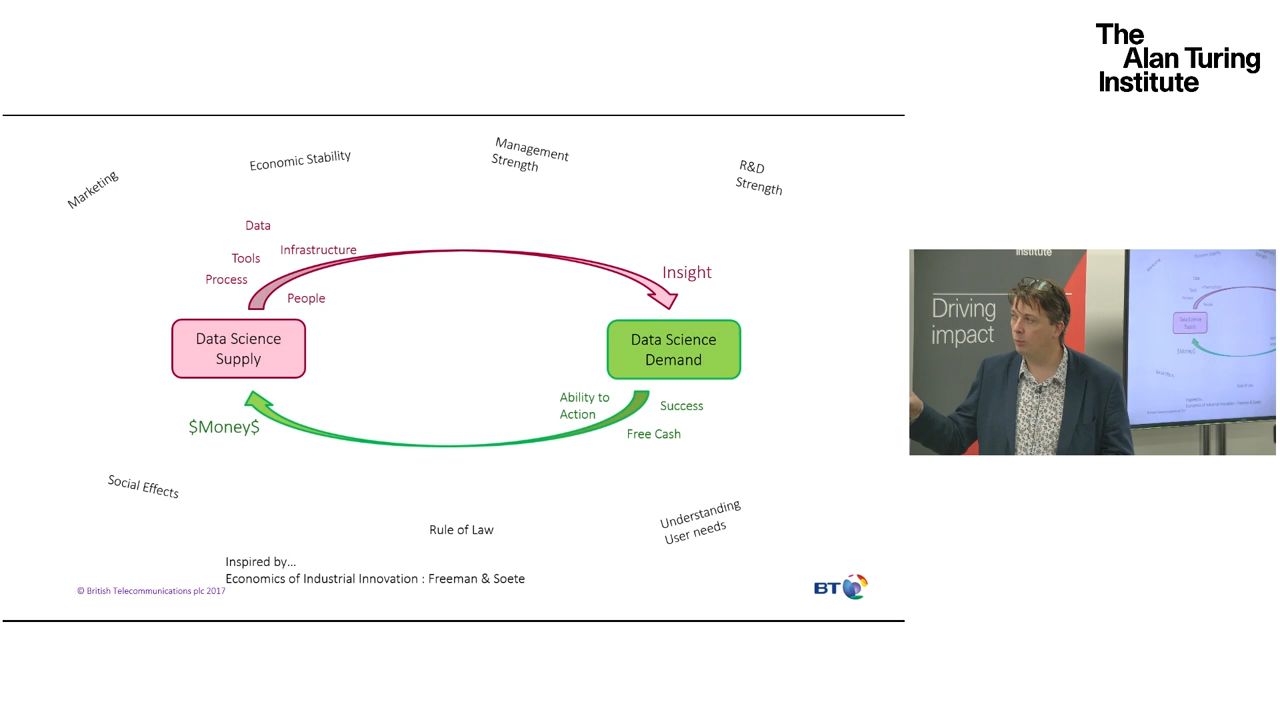 The
Alan Turing
Institute
Marketing
Economic Stability
Management
Strength
R&D
Strength
Data
Infrastructure
Tools
Process
People
Insight
Data Science
Supply
Data Science
Demand
$Money$
Ability to
Action
Success
Free Cash
Social Effects
Rule of Law
Understanding
User needs
Inspired by...
Economics of Industrial Innovation : Freeman & Soete
© British Telecommunications plc 2017
BT
Institute
Driving
impact